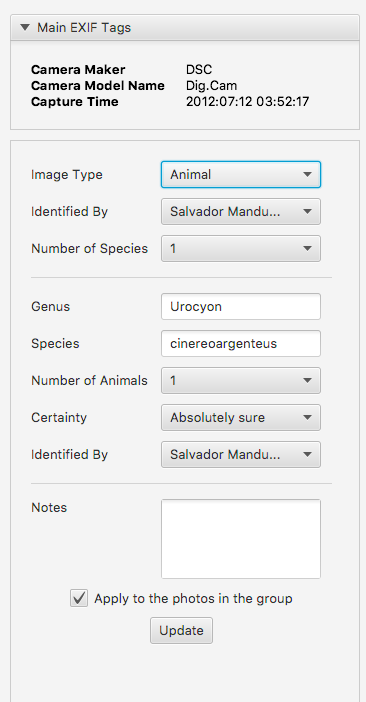 Main EXIF Tags
Camera Maker DSC
Camera Model Name Dig.Cam
Capture Time 2012:07:12 03:52:17
Image Type Animal
Identified By Salvador Mandu...
Number of Species 1
Genus Urocyon
Species cinereoargenteus
Number of Animals 1
Certainty Absolutely sure
Identified By Salvador Mandu...
Notes
Apply to the photos in the group
Update